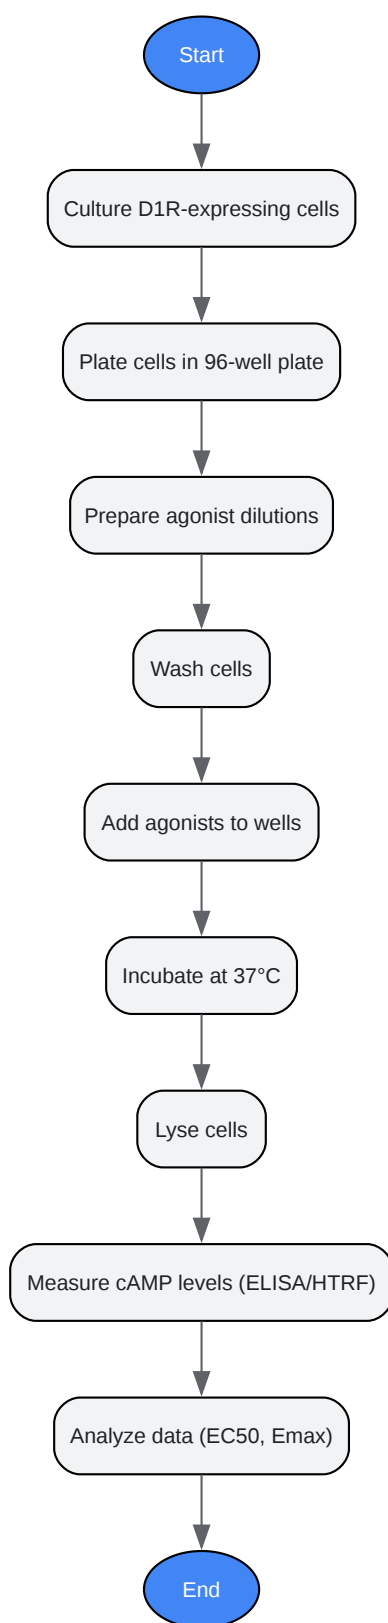 Start
Culture D1R-expressing cells
Plate cells in 96-well plate
Prepare agonist dilutions
Wash cells
Add agonists to wells
Incubate at 37°C
Lyse cells
Measure cAMP levels (ELISA/HTRF)
Analyze data (EC50, Emax)
End